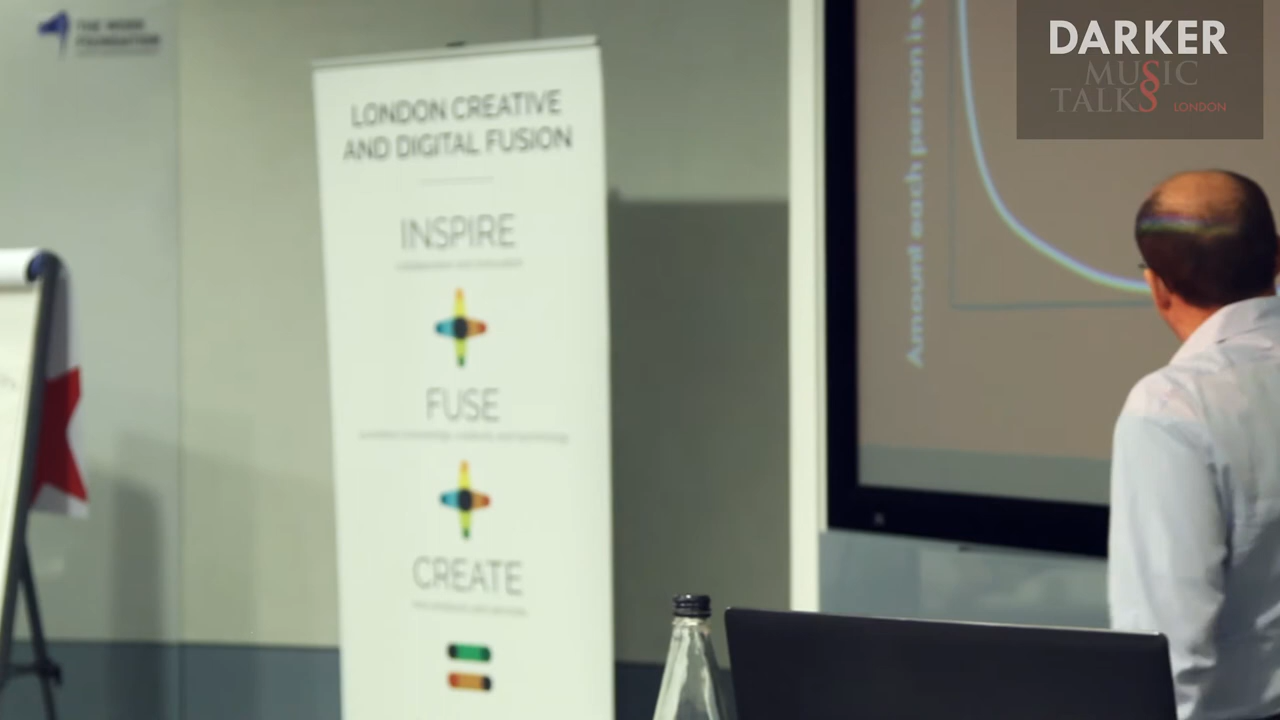 DARKER
MUSIC
TALKS LONDON
LONDON CREATIVE
AND DIGITAL FUSION
INSPIRE
FUSE
CREATE
Amount each person is